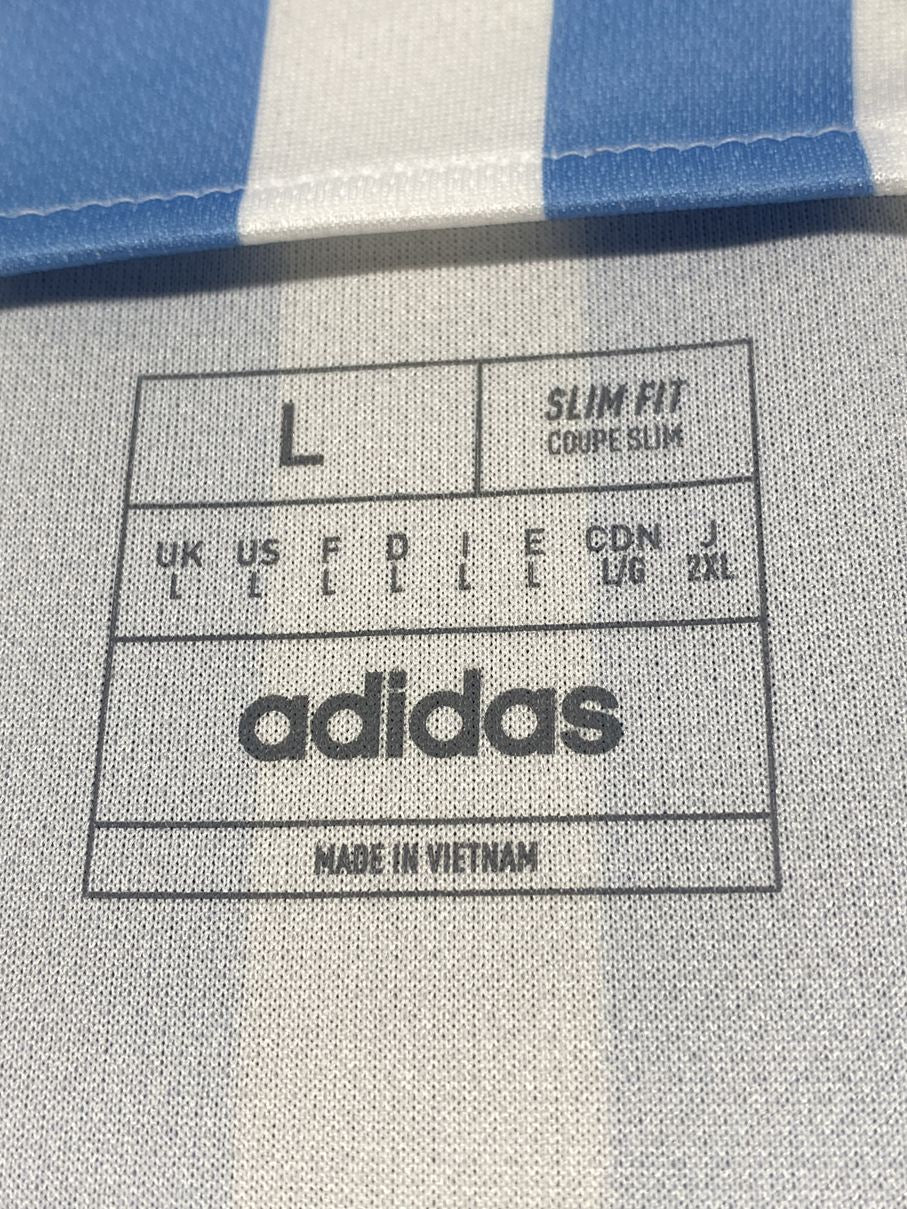 L
SLIM FIT
COUPE SLIM
UK US F D I E CDN J
L L L L L L L/G 2XL
adidas
MADE IN VIETNAM